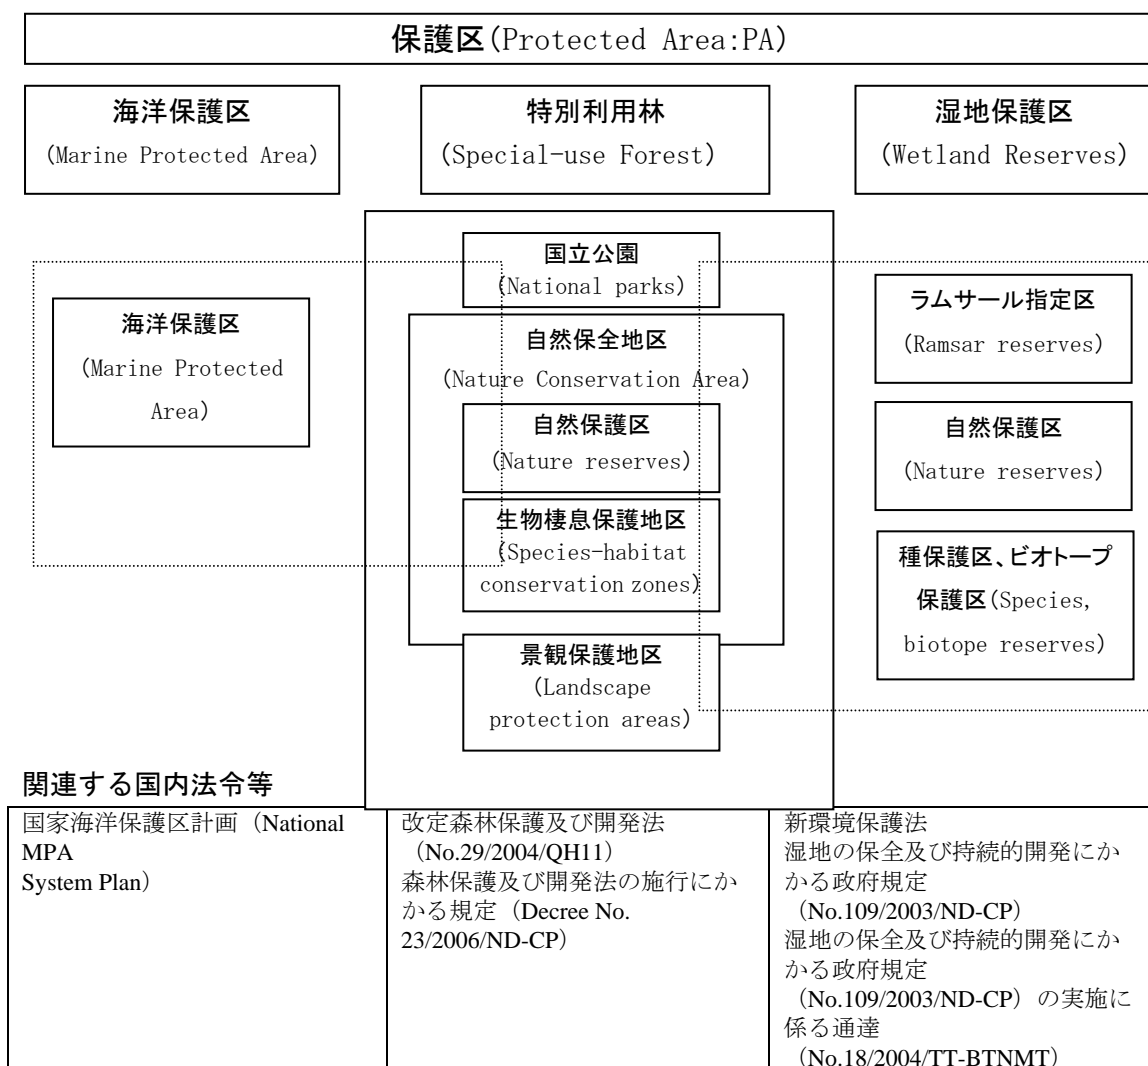 保護区(Protected Area:PA)
海洋保護区
(Marine Protected Area)
特別利用林
(Special-use Forest)
湿地保護区
(Wetland Reserves)
海洋保護区
(Marine Protected
Area)
国立公園
(National parks)
自然保全地区
(Nature Conservation Area)
自然保護区
(Nature reserves)
生物棲息保護地区
(Species-habitat
conservation zones)
景観保護地区
(Landscape
protection areas)
ラムサール指定区
(Ramsar reserves)
自然保護区
(Nature reserves)
種保護区、ビオトープ
保護区(Species,
biotope reserves)
関連する国内法令等
国家海洋保護区計画（National
MPA
System Plan）
改定森林保護及び開発法
（No.29/2004/QH11）
森林保護及び開発法の施行にか
かる規定（Decree No.
23/2006/ND-CP）
新環境保護法
湿地の保全及び持続的開発にか
かる政府規定
（No.109/2003/ND-CP）
湿地の保全及び持続的開発にか
かる政府規定
（No.109/2003/ND-CP）の実施に
係る通達
（No.18/2004/TT-BTNMT）